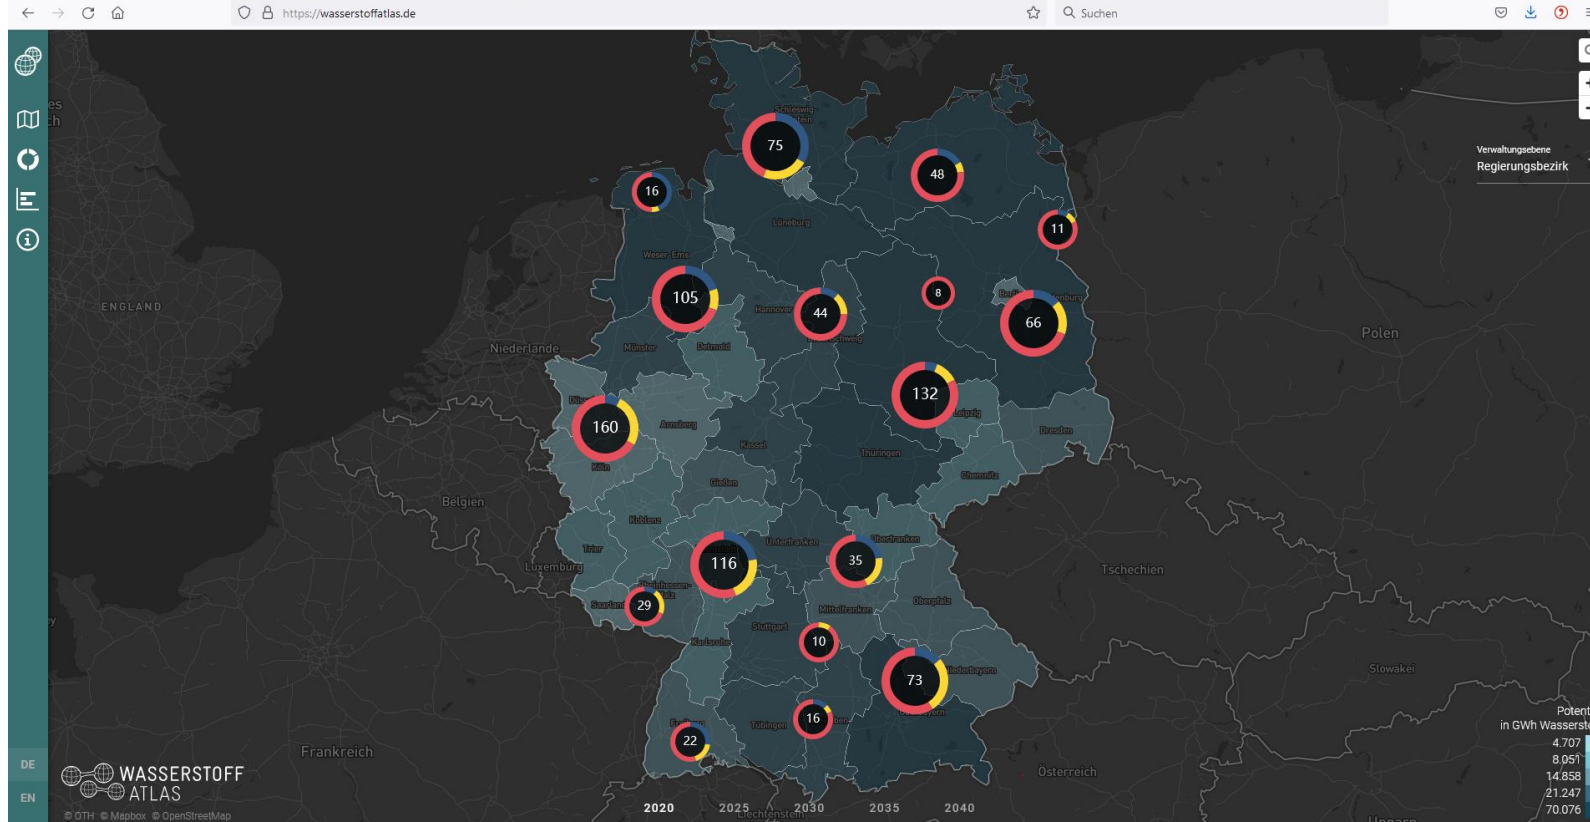 https://wasserstoffatlas.de
Suchen
Schleswig-
75
48
16
11
Lüneburg
Weser-Ems
Verwaltungsebene
Regierungsbezirk
ENGLAND
105
44
8
66
Hannover
Niederlande
Münster
Detmold
Polen
132
Leipzig
160
Arnsberg
Dresden
Kassel
Thüringen
Köln
Gießen
Chemnitz
Belgien
Koblenz
Unterfranken
Oberfranken
Trier
Luxemburg
116
35
Tschechien
Rheinhessen-
Saarland
29
Mittelfranken
Oberpfalz
Stuttgart
Karlsruhe
10
73
Niederbayern
Slowakei
16
Tübingen
Freiburg
22
Frankreich
Österreich
Potent
in GWh Wassersto
4.707
8.051
14.858
21.247
70.076
DE
EN
WASSERSTOFF
ATLAS
2020 2025 2030 2035 2040
Liechtenstein
Ungarn
© OTH © Mapbox © OpenStreetMap